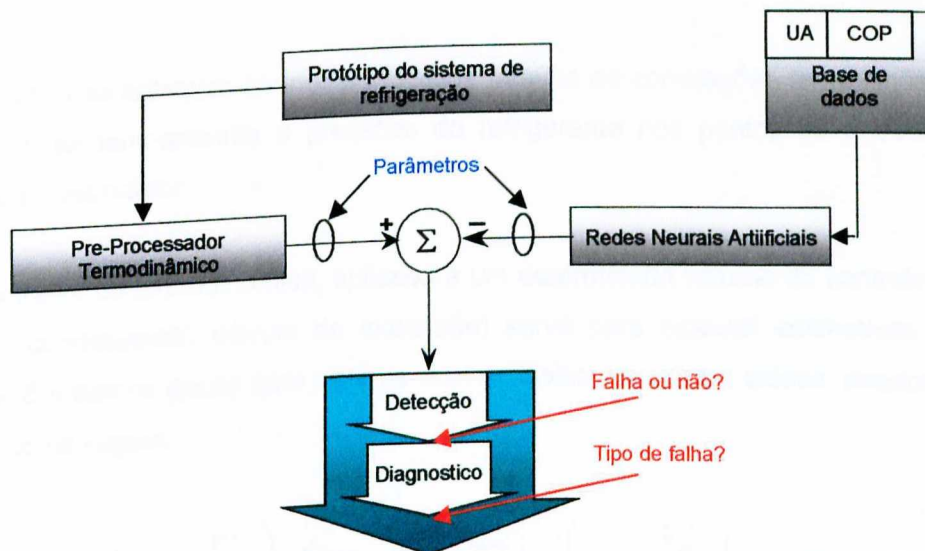 UA COP
Base de
dados
Protótipo do sistema de
refrigeração
Parâmetros
Pre-Processador
Termodinâmico
+
Σ
−
Redes Neurais Artiificiais
Detecção
Falha ou não?
Diagnostico
Tipo de falha?